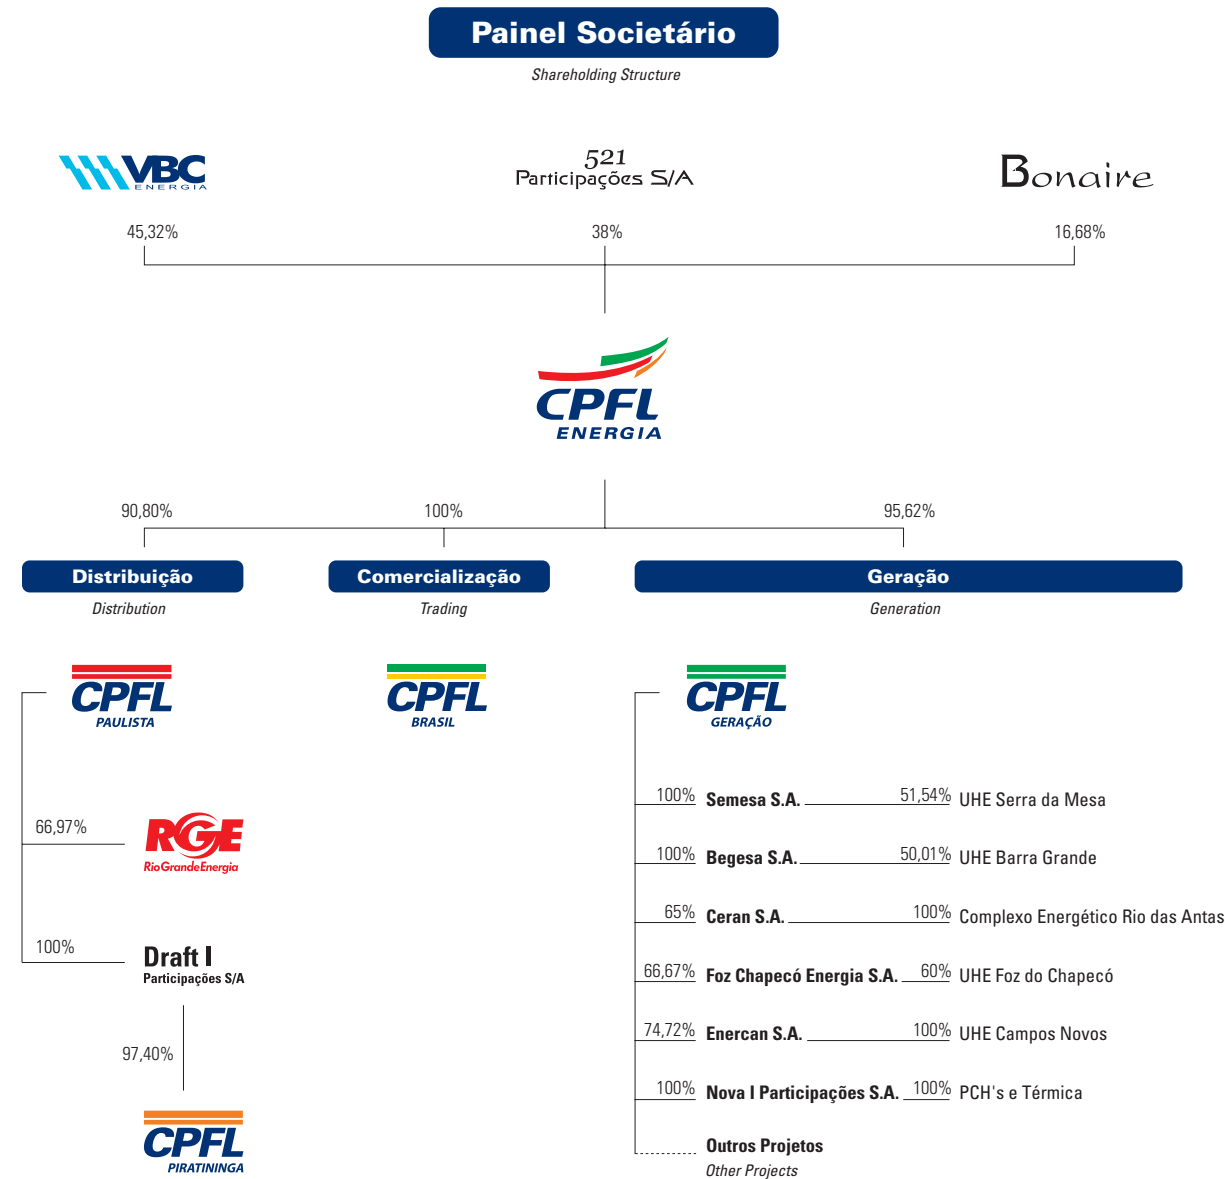 Painel Societário
Shareholding Structure
VBC
ENERGIA
521
Participações S/A
Bonaire
45,32%
38%
16,68%
CPFL
ENERGIA
90,80%
100%
95,62%
Distribuição
Comercialização
Geração
Distribution
Trading
Generation
CPFL
PAULISTA
CPFL
BRASIL
CPFL
GERAÇÃO
66,97%
RGE
Rio Grande Energia
100%
Draft I
Participações S/A
97,40%
CPFL
PIRATININGA
100% Semesa S.A. 51,54% UHE Serra da Mesa
100% Begesa S.A. 50,01% UHE Barra Grande
65% Ceran S.A. 100% Complexo Energético Rio das Antas
66,67% Foz Chapecó Energia S.A. 60% UHE Foz do Chapecó
74,72% Enercan S.A. 100% UHE Campos Novos
100% Nova I Participações S.A. 100% PCH's e Térmica
Outros Projetos
Other Projects